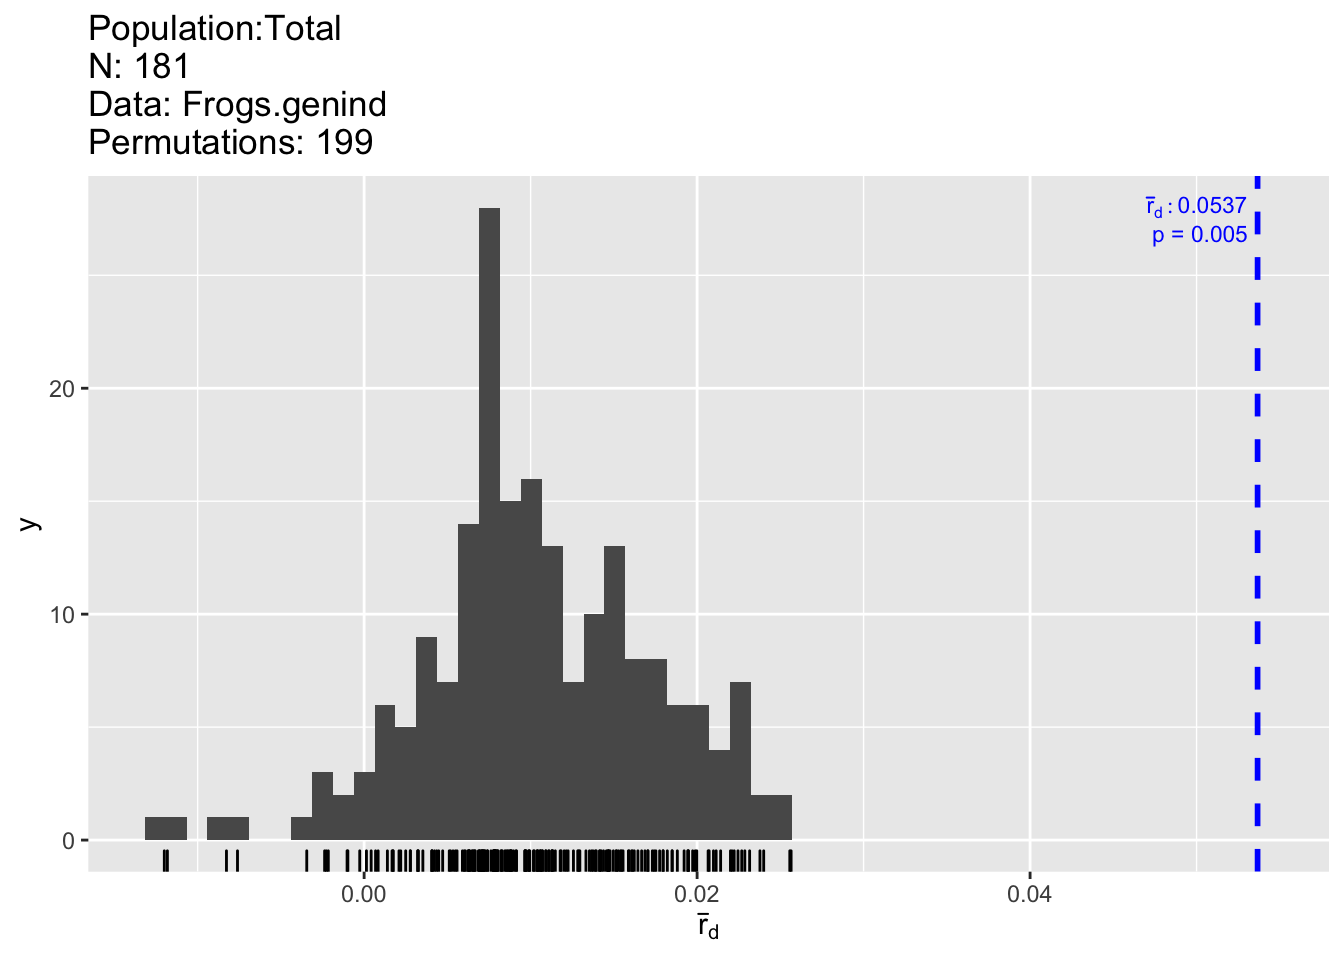 Population:Total
N: 181
Data: Frogs.genind
Permutations: 199
r̄d : 0.0537
p = 0.005
20
10
0
y
0.00
0.02
0.04
r̄d